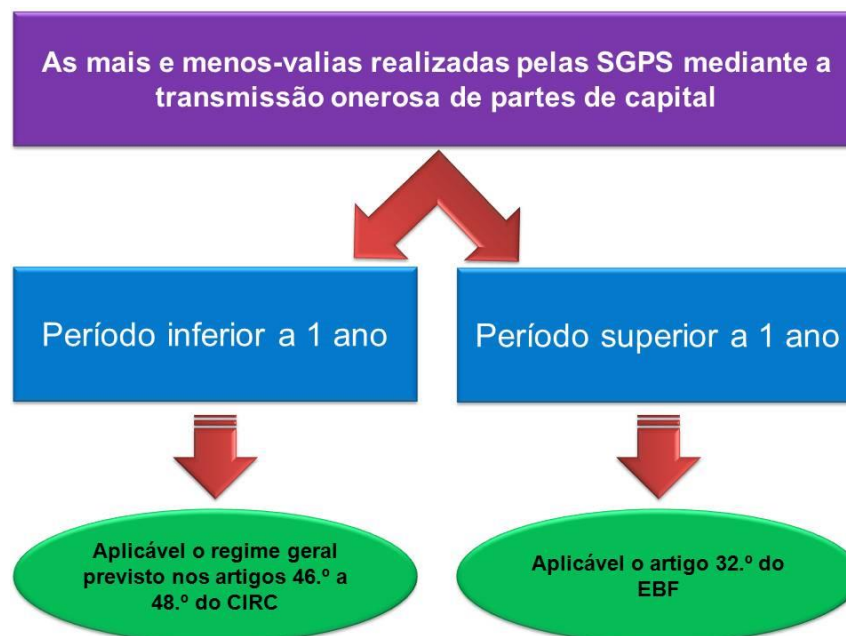 As mais e menos-valias realizadas pelas SGPS mediante a
transmissão onerosa de partes de capital
Período inferior a 1 ano
Período superior a 1 ano
Aplicável o regime geral
previsto nos artigos 46.º a
48.º do CIRC
Aplicável o artigo 32.º do
EBF